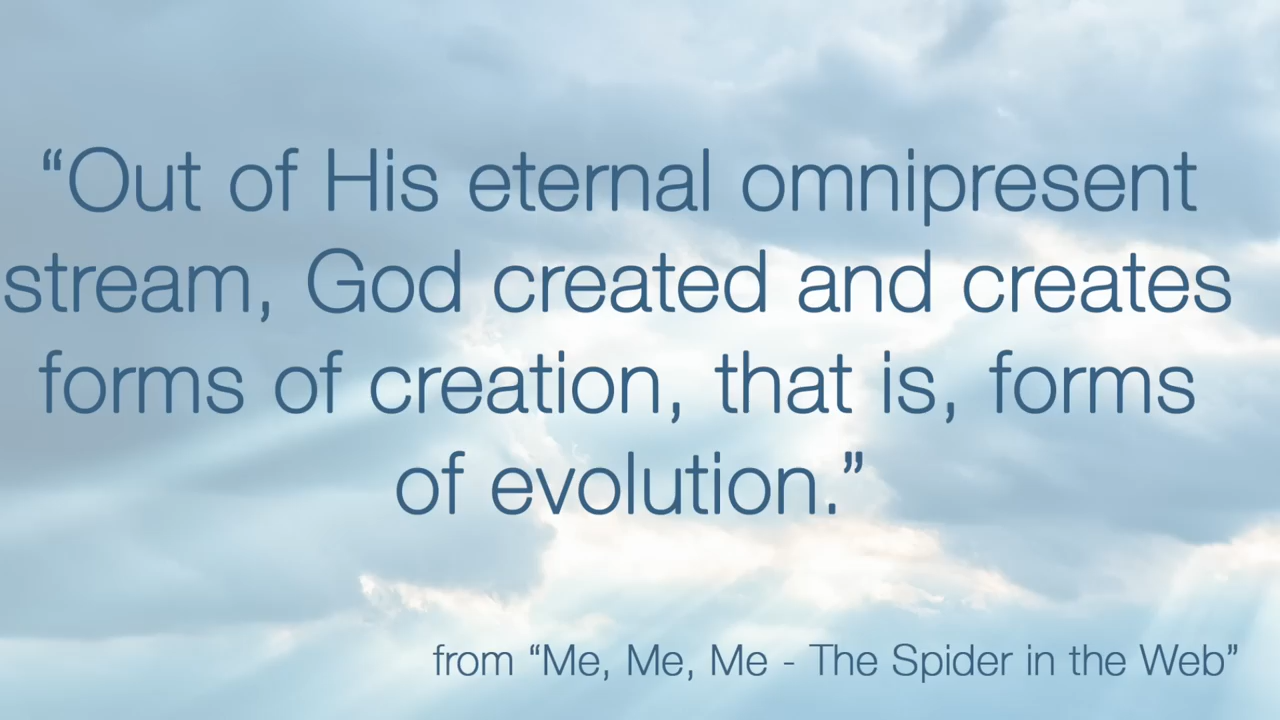 “Out of His eternal omnipresent
stream, God created and creates
forms of creation, that is, forms
of evolution.”
from “Me, Me, Me - The Spider in the Web”